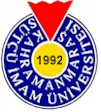 KAHRAMANMARAŞ
SÜTÇÜ İMAM ÜNİVERSİTESİ
1992